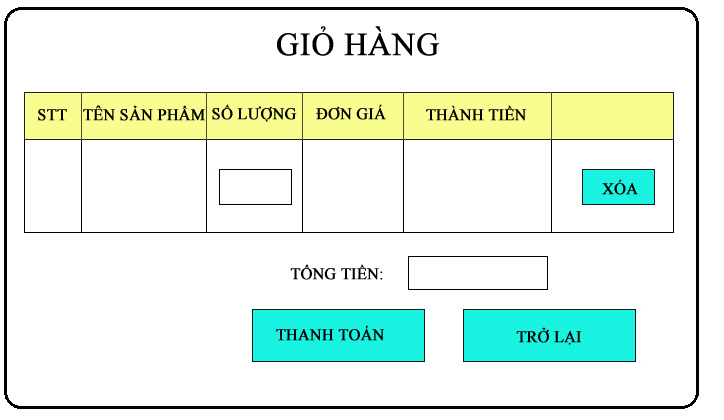 GIỎ HÀNG
STT TÊN SẢN PHẨM SỐ LƯỢNG ĐƠN GIÁ THÀNH TIỀN
XÓA
TỔNG TIỀN:
THANH TOÁN TRỞ LẠI